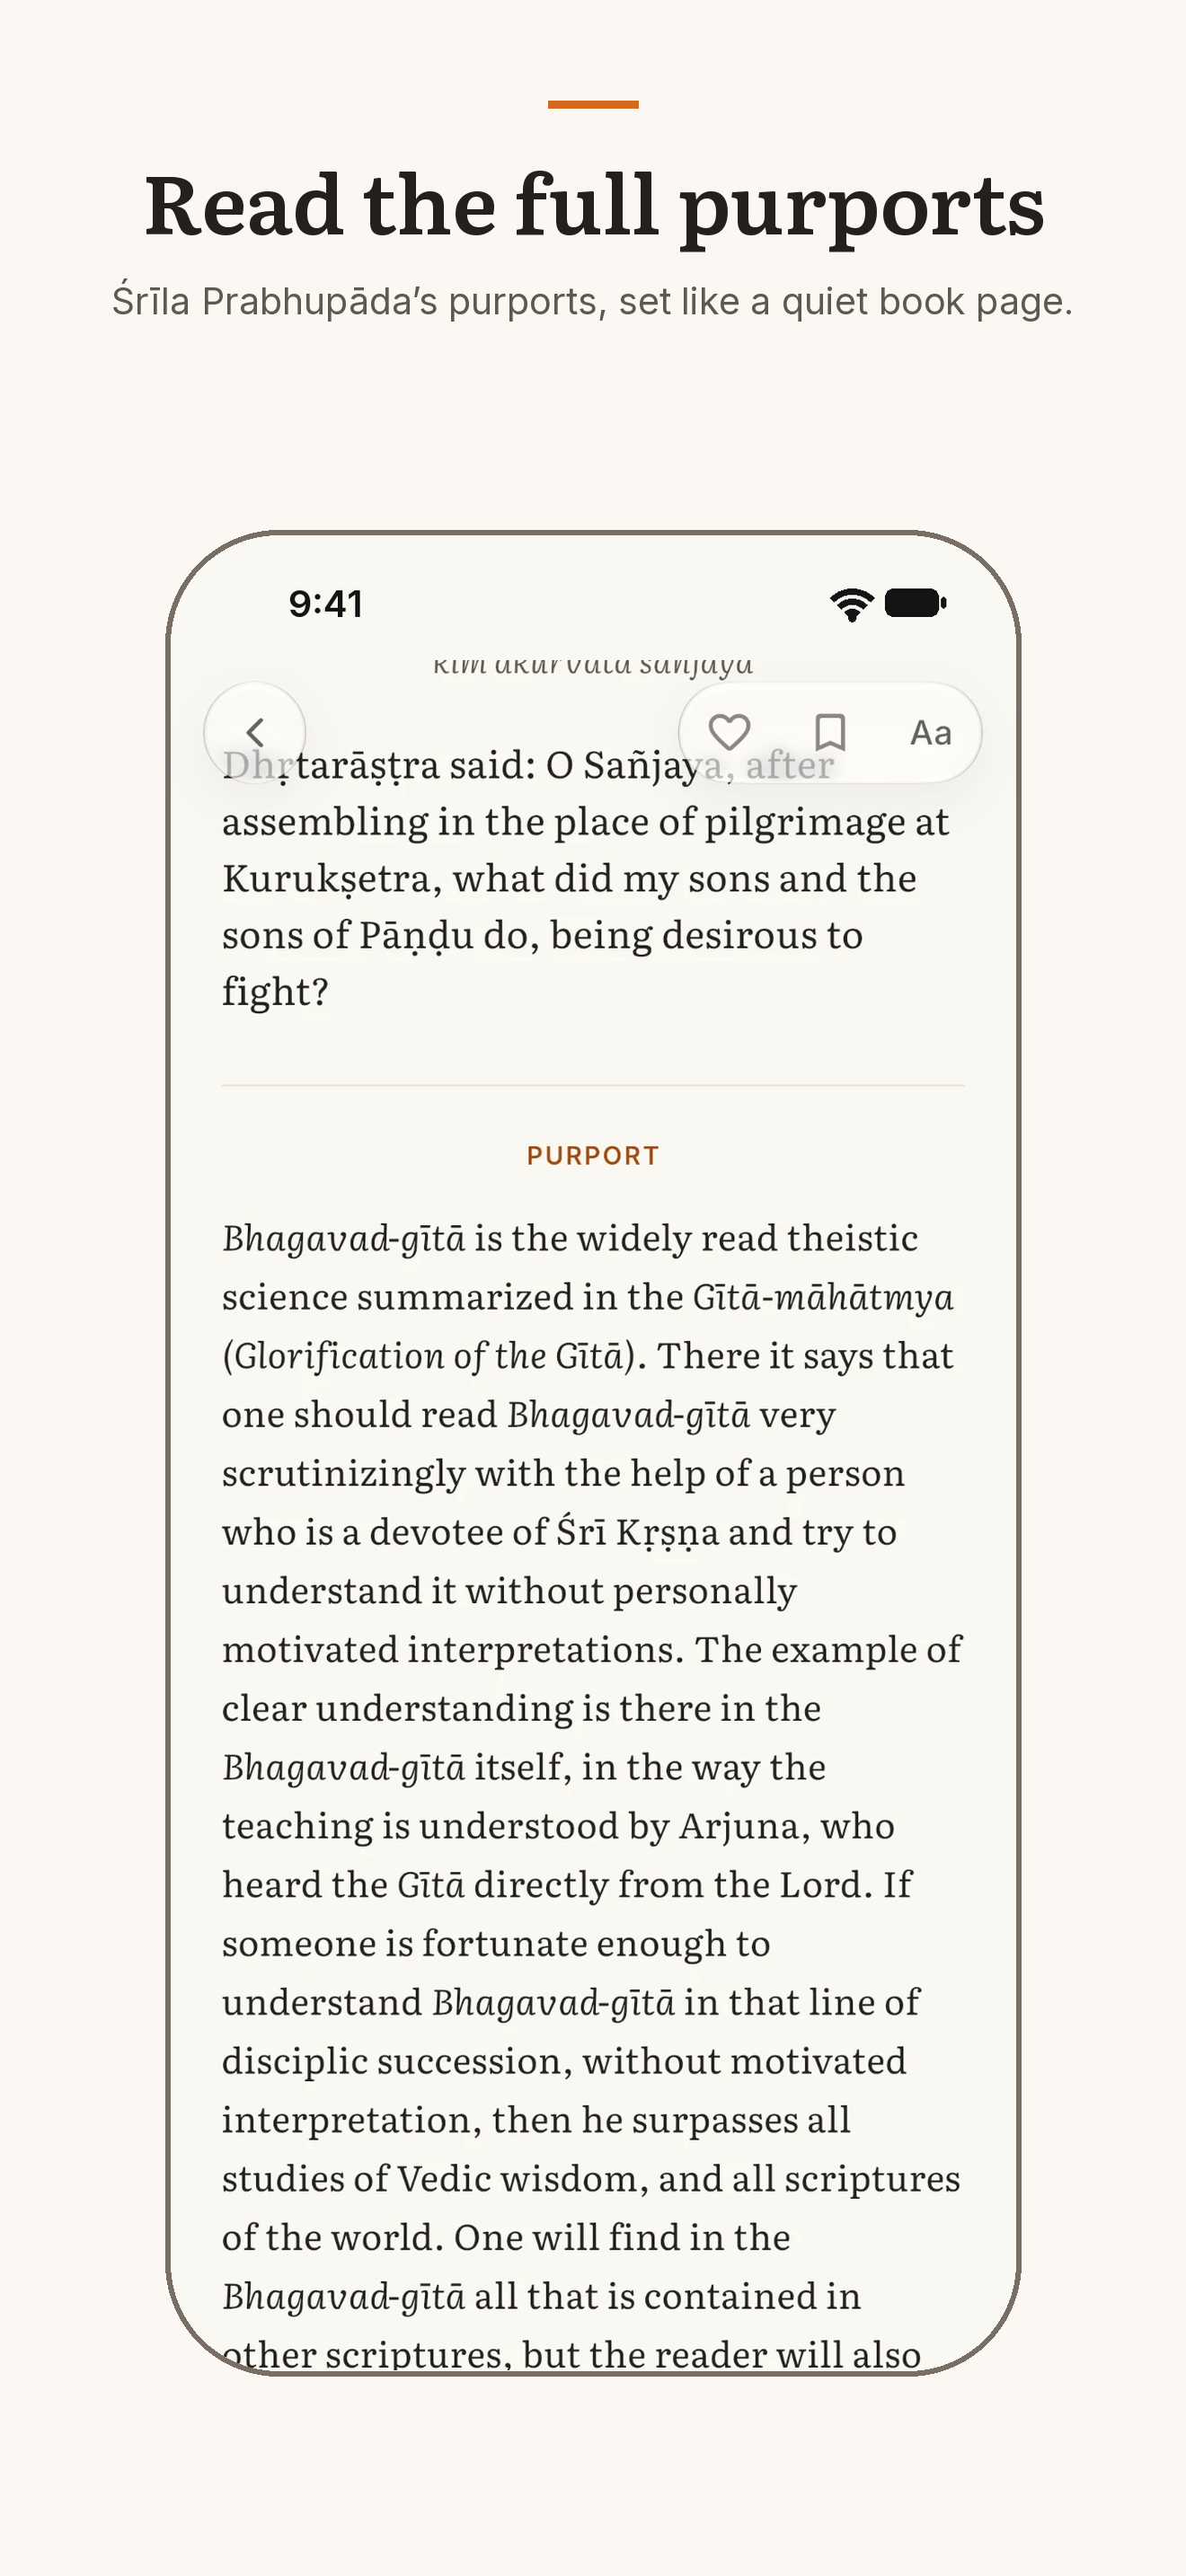 Read the full purports
Śrīla Prabhupāda’s purports, set like a quiet book page.
9:41
kim akurvata sañjaya
Aa
Dhṛtarāṣṭra said: O Sañjaya, after
assembling in the place of pilgrimage at
Kurukṣetra, what did my sons and the
sons of Pāṇḍu do, being desirous to
fight?
PURPORT
Bhagavad-gītā is the widely read theistic
science summarized in the Gītā-māhātmya
(Glorification of the Gītā). There it says that
one should read Bhagavad-gītā very
scrutinizingly with the help of a person
who is a devotee of Śrī Kṛṣṇa and try to
understand it without personally
motivated interpretations. The example of
clear understanding is there in the
Bhagavad-gītā itself, in the way the
teaching is understood by Arjuna, who
heard the Gītā directly from the Lord. If
someone is fortunate enough to
understand Bhagavad-gītā in that line of
disciplic succession, without motivated
interpretation, then he surpasses all
studies of Vedic wisdom, and all scriptures
of the world. One will find in the
Bhagavad-gītā all that is contained in
other scriptures, but the reader will also